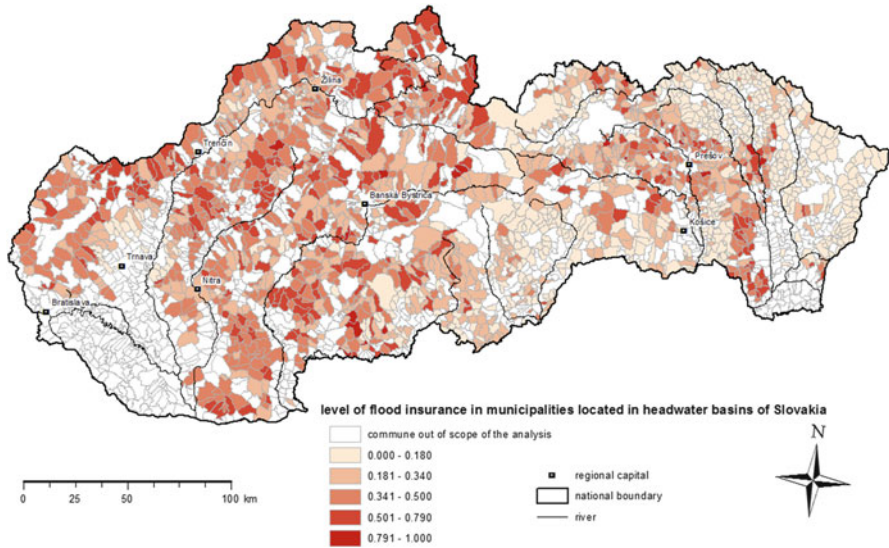 Žilina
Trenčín
Prešov
Banská Bystrica
Košice
Trnava
Nitra
Bratislava
level of flood insurance in municipalities located in headwater basins of Slovakia
commune out of scope of the analysis
0.000 - 0.180
0.181 - 0.340
0.341 - 0.500
0.501 - 0.790
0.791 - 1.000
regional capital
national boundary
river
N
0 25 50 100 km